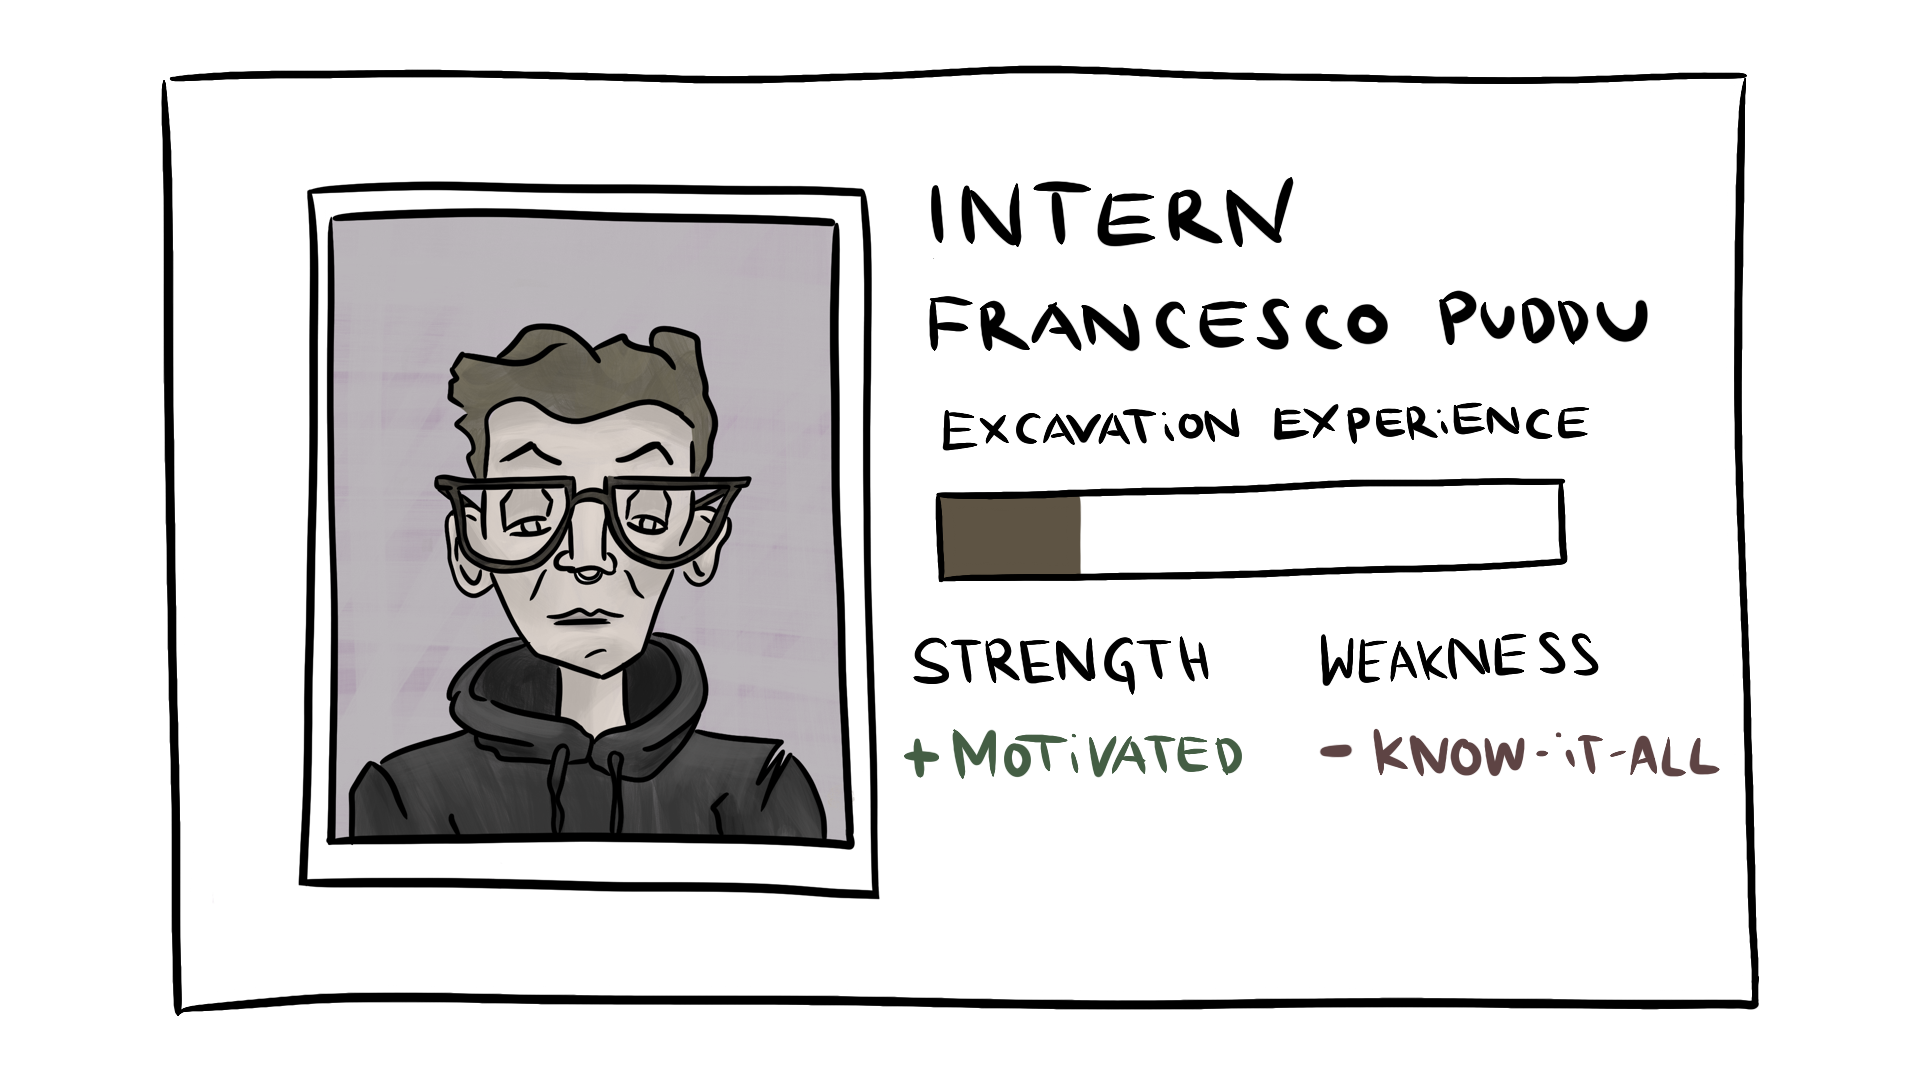 INTERN
FRANCESCO PUDDU
EXCAVATiON EXPERiENCE
STRENGTH WEAKNESS
+ MOTiVATED - KNOW-iT-ALL